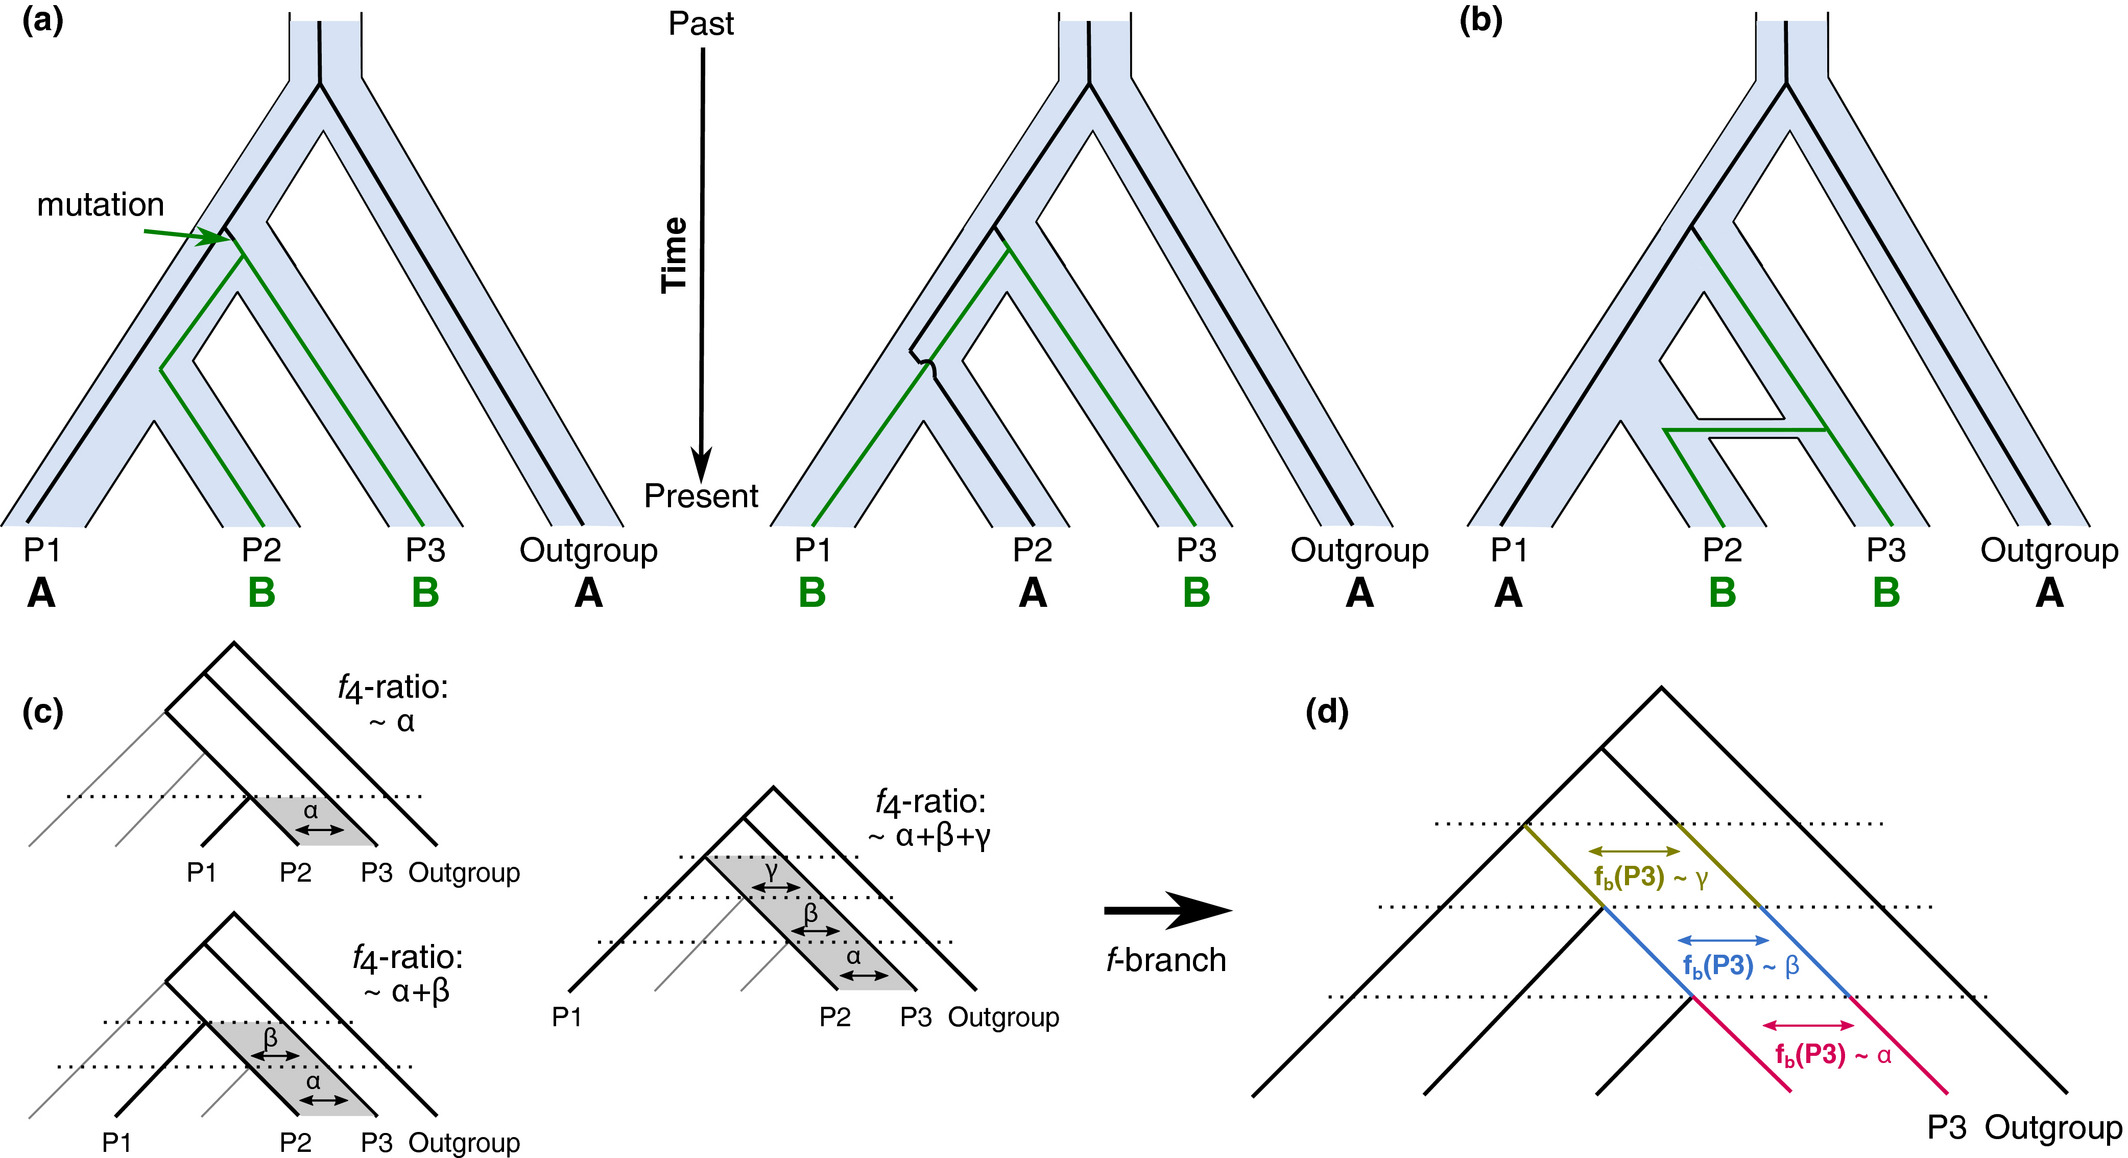 (a)
mutation
P1 P2 P3 Outgroup
A B B A
Past
Time
Present
P1 P2 P3 Outgroup
B A B A
(b)
P1 P2 P3 Outgroup
A B B A
(c)
f4-ratio:
~ α
α
P1 P2 P3 Outgroup
f4-ratio:
~ α+β
β
α
P1 P2 P3 Outgroup
f4-ratio:
~ α+β+γ
γ
β
α
P1 P2 P3 Outgroup
f-branch
(d)
fb(P3) ~ γ
fb(P3) ~ β
fb(P3) ~ α
P3 Outgroup